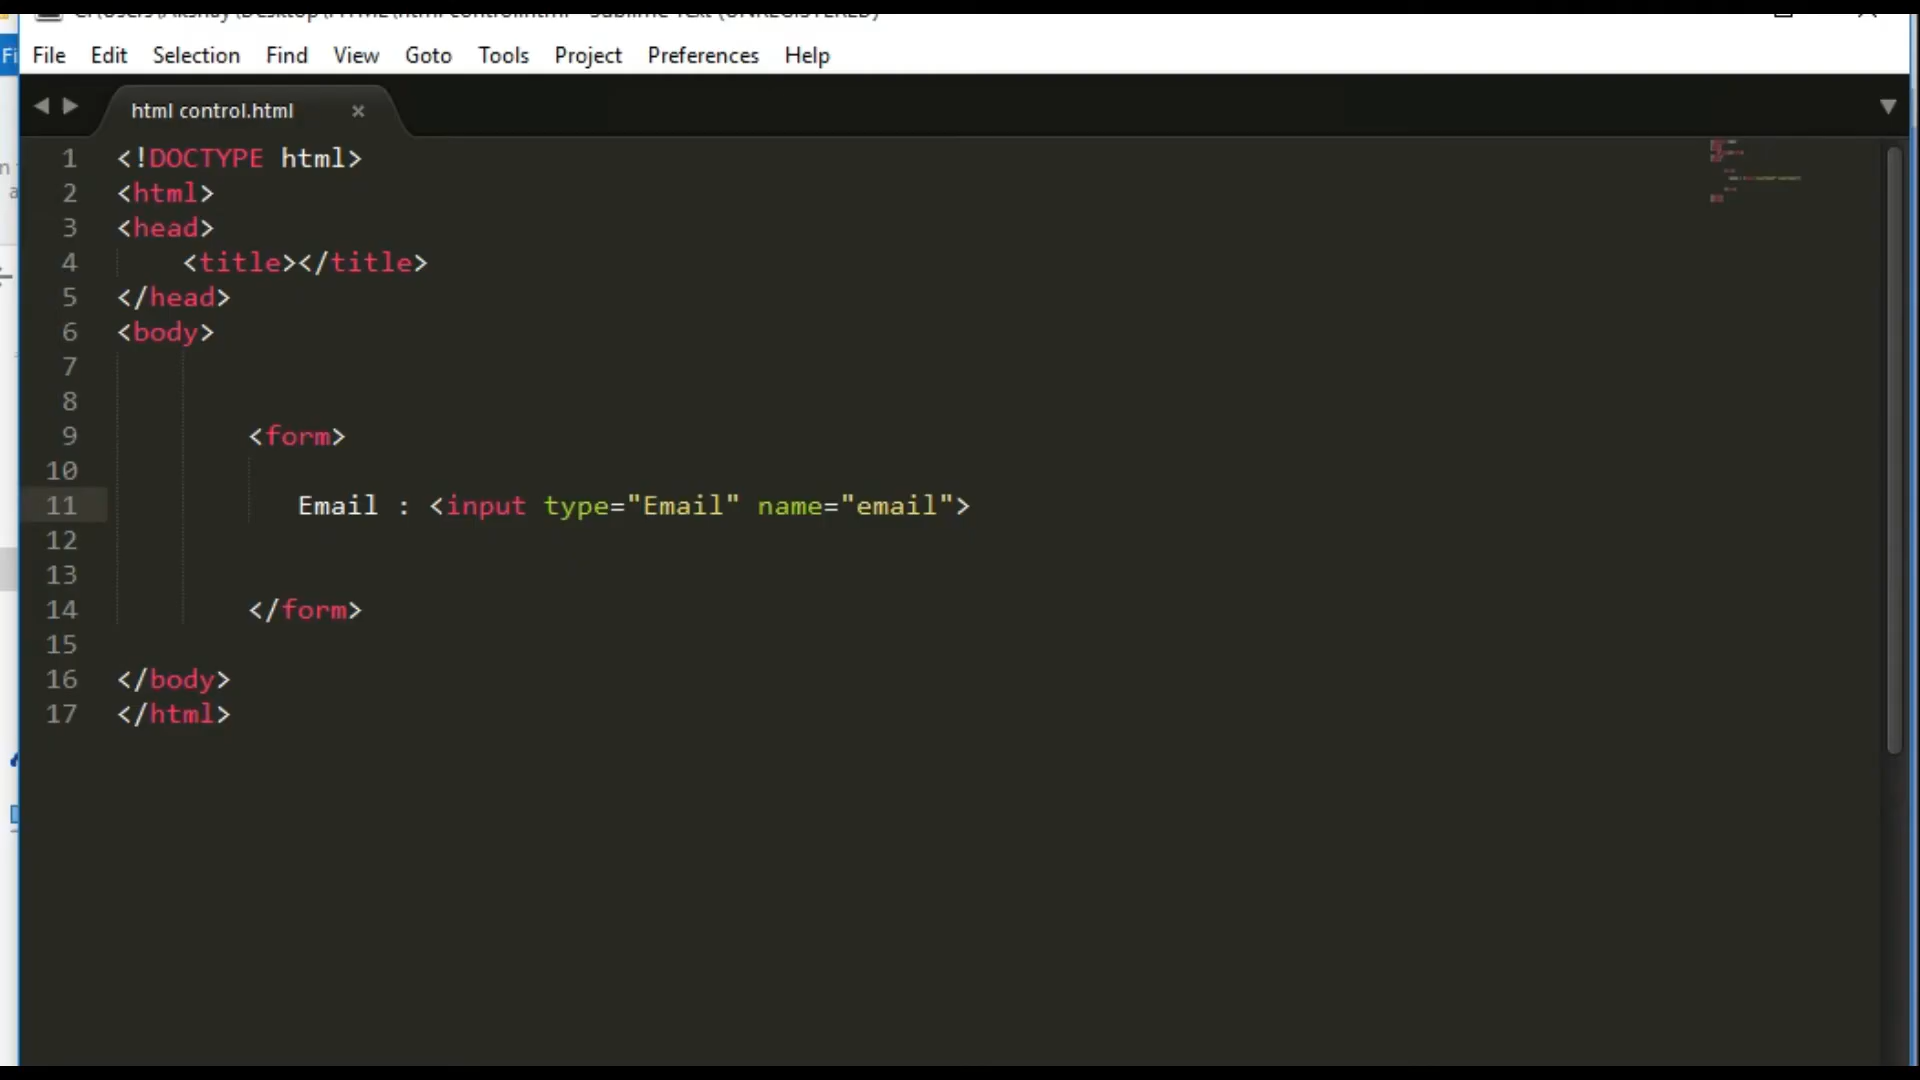 File Edit Selection Find View Goto Tools Project Preferences Help
html control.html
1 <!DOCTYPE html>
2 <html>
3 <head>
4 <title></title>
5 </head>
6 <body>
7
8
9 <form>
10
11 Email : <input type="Email" name="email">
12
13
14 </form>
15
16 </body>
17 </html>